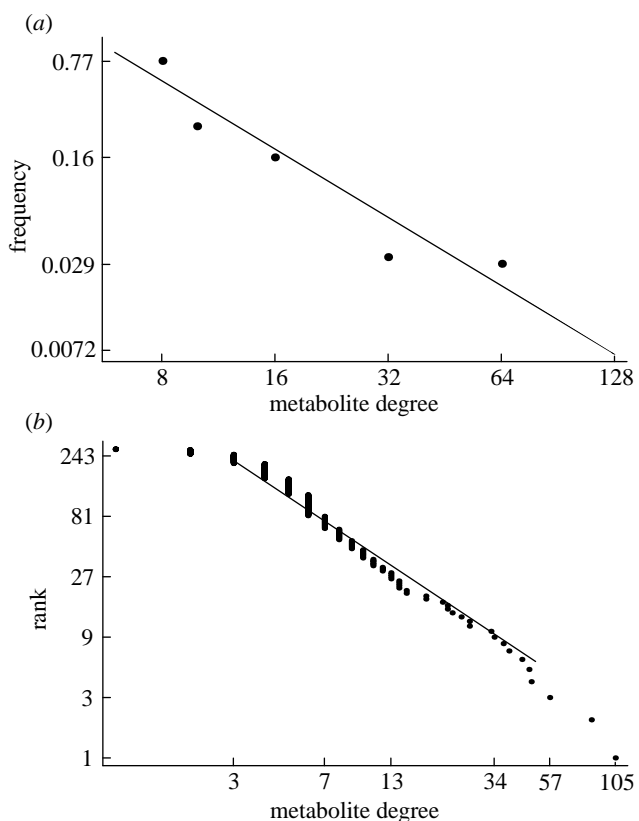 (a)
0.77
0.16
0.029
0.0072
frequency
8 16 32 64 128
metabolite degree
(b)
243
81
27
9
3
1
rank
3 7 13 34 57 105
metabolite degree